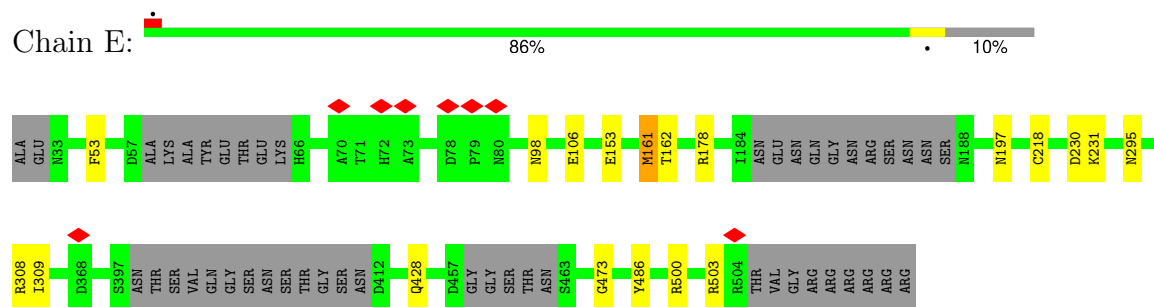 Chain E:
86% • 10%
ALA GLU N33 F53 D57 ALA LYS ALA TYR GLU THR GLU LYS H66 A70 T71 H72 A73 D78 P79 N80 N98 E106 E153 M161 T162 R178 I184 ASN GLU ASN GLN GLY ASN ARG SER ASN ASN SER N188 N197 C218 D230 K231 N295
R308 I309 D368 S397 ASN THR SER VAL GLN GLY SER ASN SER THR GLY SER ASN D412 Q428 D457 GLY GLY SER THR ASN S463 G473 Y486 R500 R503 R504 THR VAL GLY ARG ARG ARG ARG ARG ARG